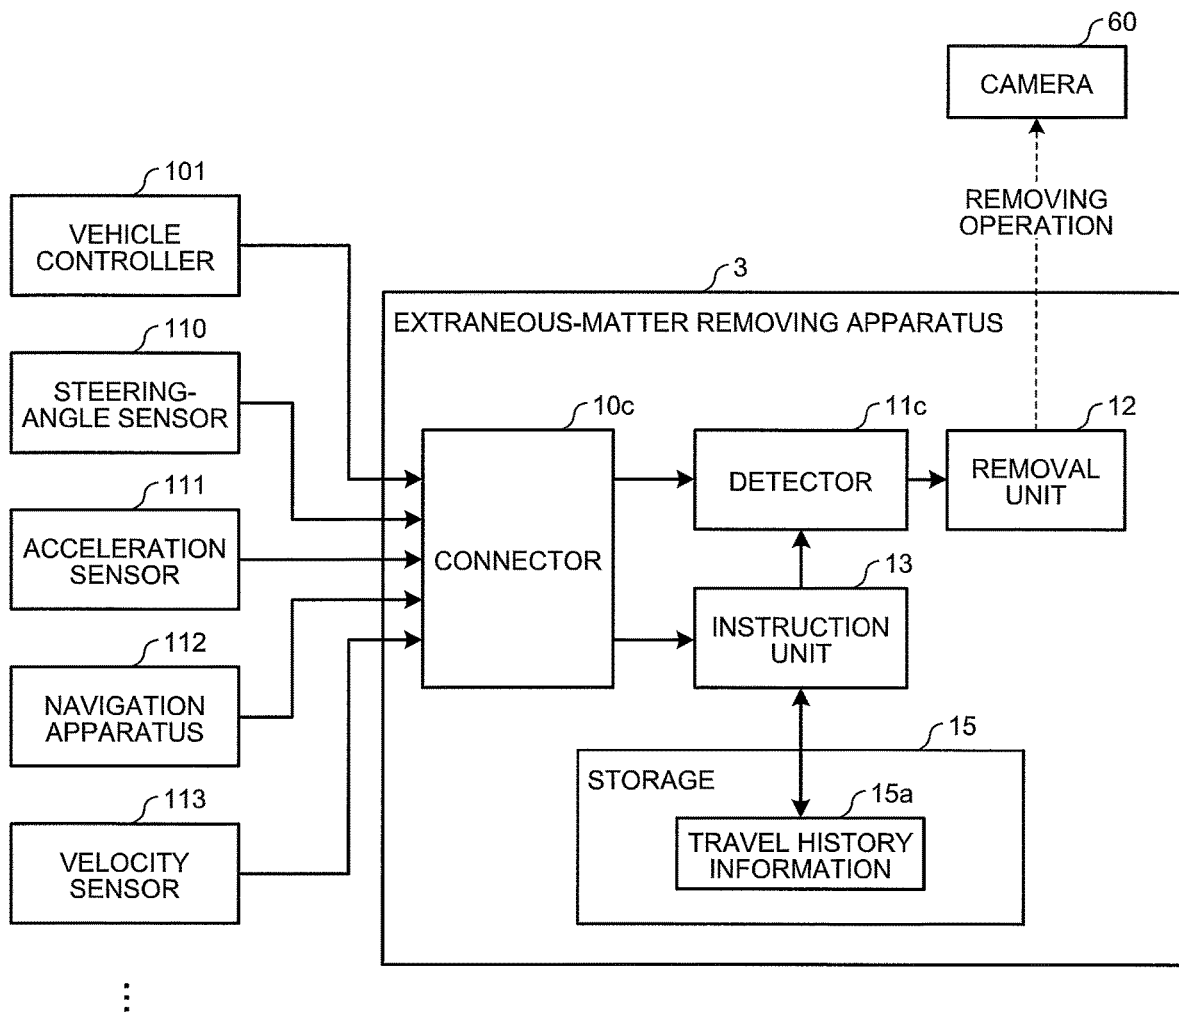 60
CAMERA
REMOVING
OPERATION
101
VEHICLE
CONTROLLER
3
EXTRANEOUS-MATTER REMOVING APPARATUS
110
STEERING-
ANGLE SENSOR
10c
CONNECTOR
11c
DETECTOR
12
REMOVAL
UNIT
111
ACCELERATION
SENSOR
13
INSTRUCTION
UNIT
112
NAVIGATION
APPARATUS
15
STORAGE
15a
TRAVEL HISTORY
INFORMATION
113
VELOCITY
SENSOR
⋮